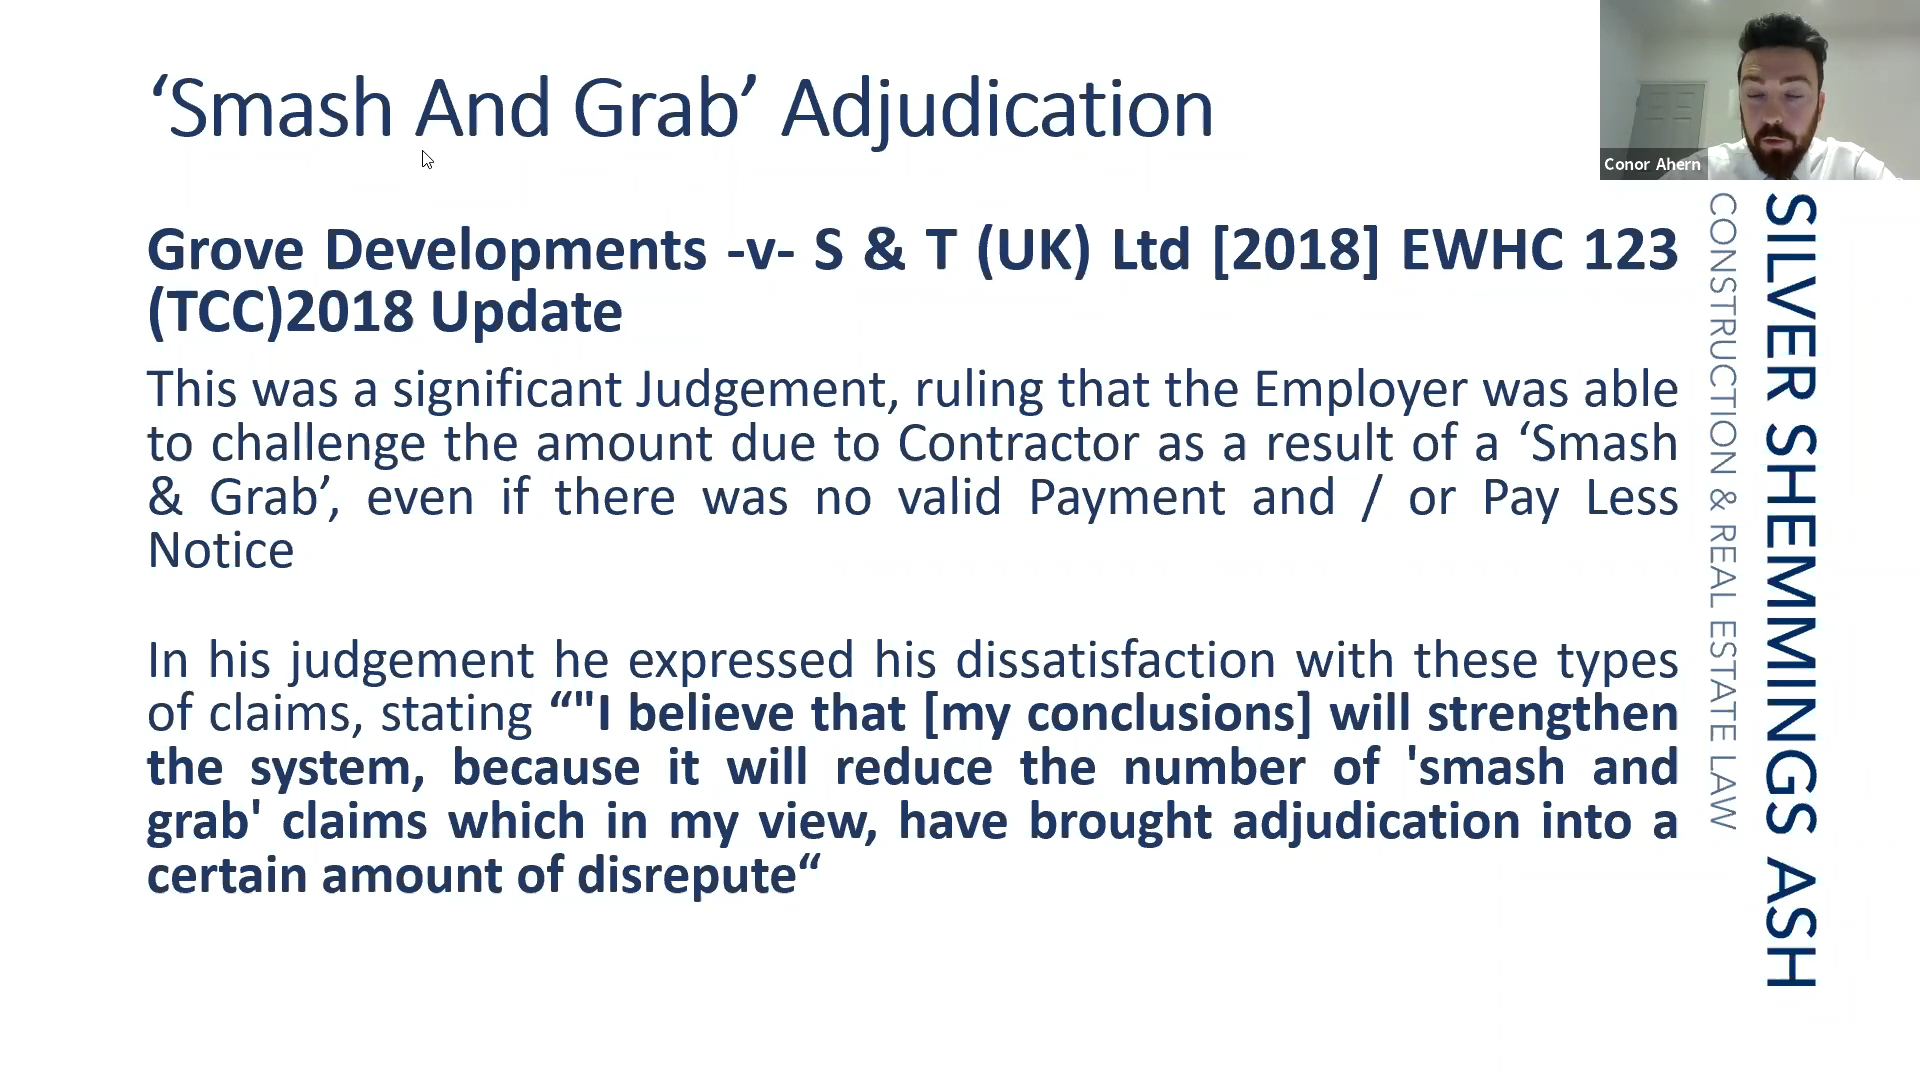 ‘Smash And Grab’ Adjudication
Conor Ahern
Grove Developments -v- S & T (UK) Ltd [2018] EWHC 123
(TCC)2018 Update
This was a significant Judgement, ruling that the Employer was able
to challenge the amount due to Contractor as a result of a ‘Smash
& Grab’, even if there was no valid Payment and / or Pay Less
Notice
In his judgement he expressed his dissatisfaction with these types
of claims, stating “"I believe that [my conclusions] will strengthen
the system, because it will reduce the number of 'smash and
grab' claims which in my view, have brought adjudication into a
certain amount of disrepute“
SILVER SHEMMINGS ASH
CONSTRUCTION & REAL ESTATE LAW